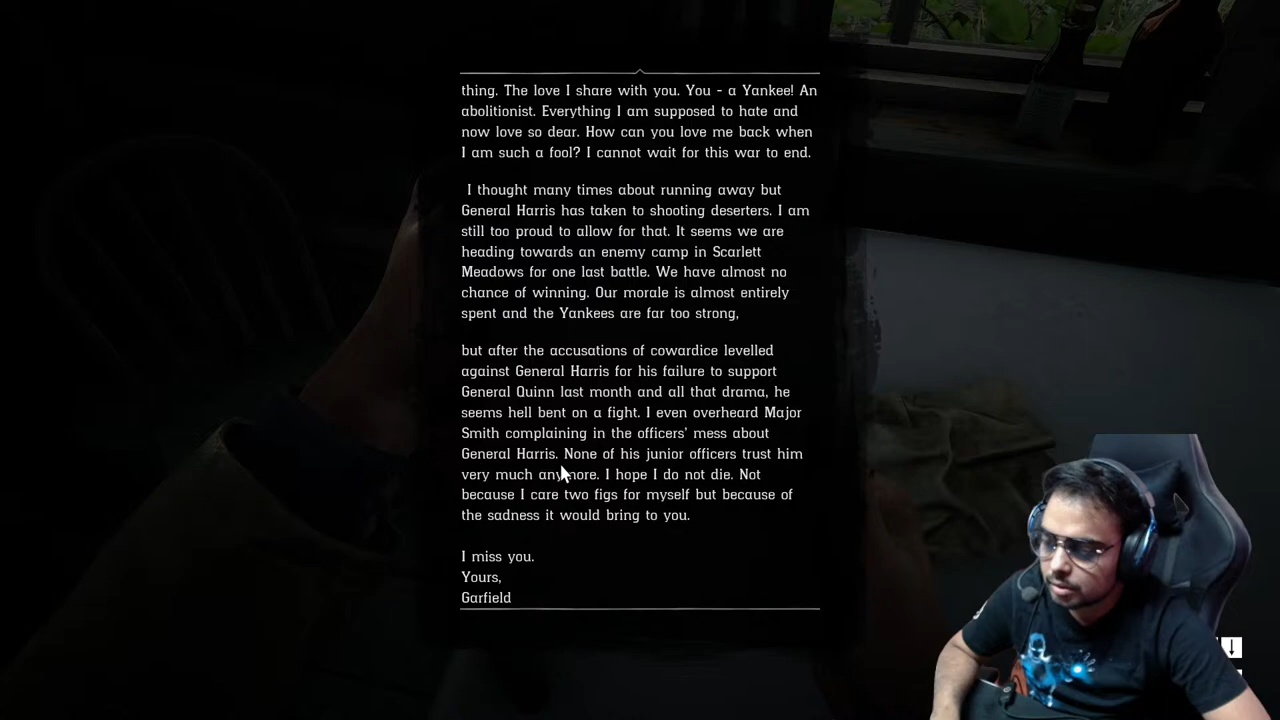 thing. The love I share with you. You - a Yankee! An
abolitionist. Everything I am supposed to hate and
now love so dear. How can you love me back when
I am such a fool? I cannot wait for this war to end.
I thought many times about running away but
General Harris has taken to shooting deserters. I am
still too proud to allow for that. It seems we are
heading towards an enemy camp in Scarlett
Meadows for one last battle. We have almost no
chance of winning. Our morale is almost entirely
spent and the Yankees are far too strong,
but after the accusations of cowardice levelled
against General Harris for his failure to support
General Quinn last month and all that drama, he
seems hell bent on a fight. I even overheard Major
Smith complaining in the officers' mess about
General Harris. None of his junior officers trust him
very much anymore. I hope I do not die. Not
because I care two figs for myself but because of
the sadness it would bring to you.
I miss you.
Yours,
Garfield